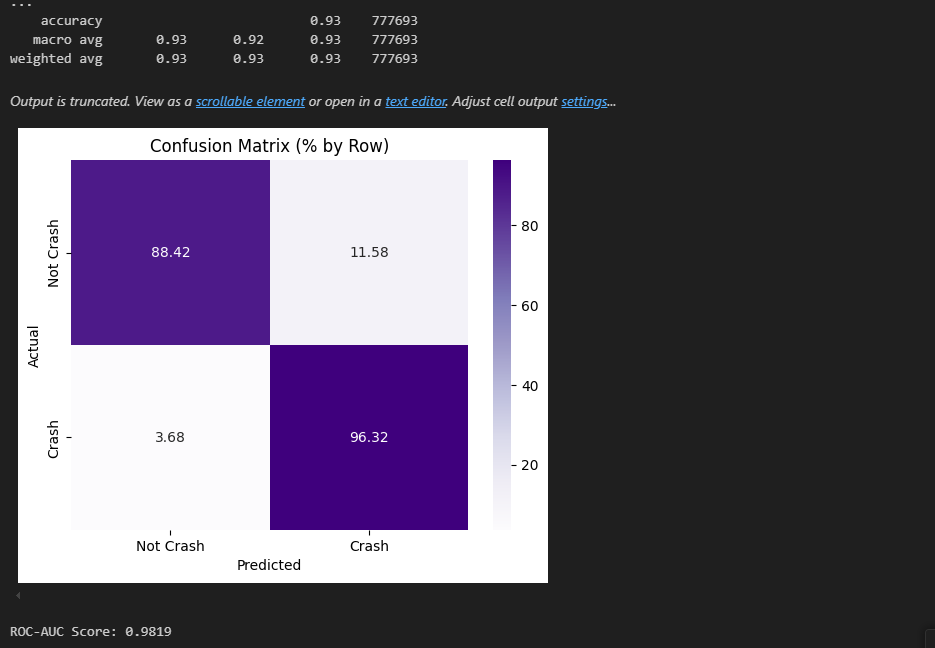 ...
accuracy 0.93 777693
macro avg 0.93 0.92 0.93 777693
weighted avg 0.93 0.93 0.93 777693
Output is truncated. View as a scrollable element or open in a text editor. Adjust cell output settings...
Confusion Matrix (% by Row)
Actual
Not Crash
88.42 11.58
Crash
3.68 96.32
Not Crash Crash
Predicted
80
60
40
20
ROC-AUC Score: 0.9819